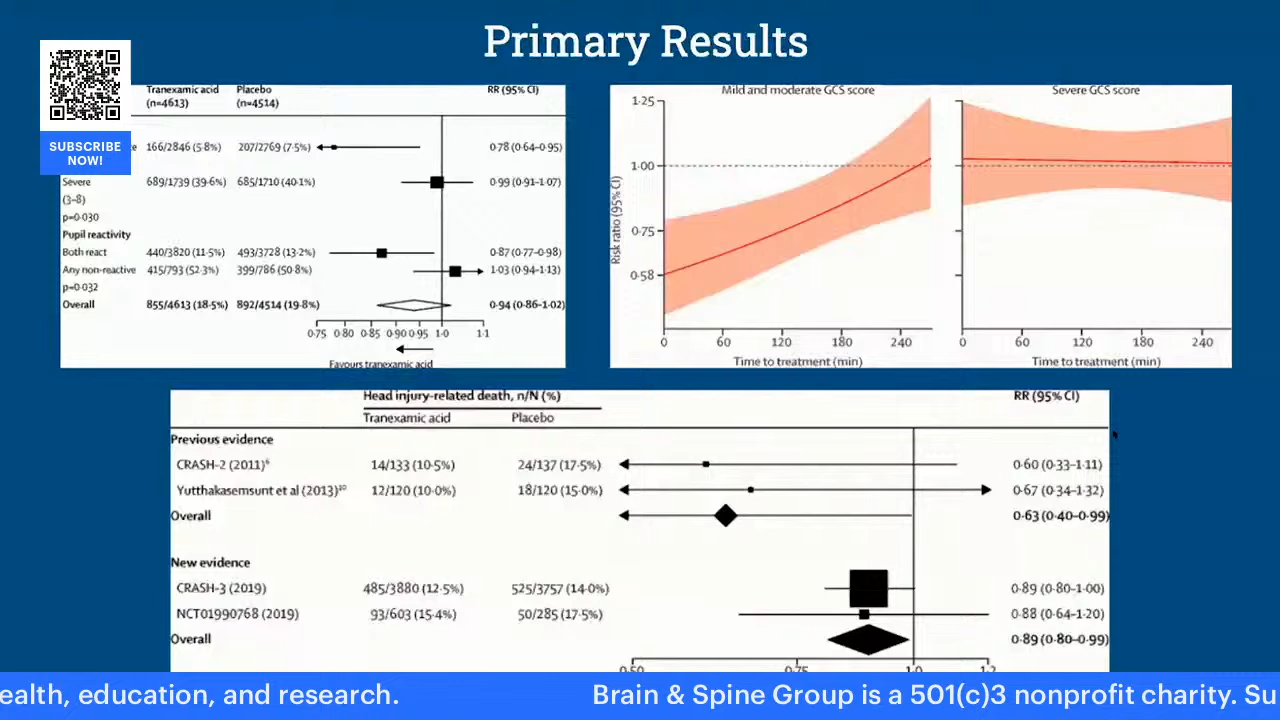 Primary Results
SUBSCRIBE
NOW!
Tranexamic acid Placebo RR (95% CI)
(n=4613) (n=4514)
166/2846 (5·8%) 207/2769 (7·5%) 0·78 (0·64–0·95)
Severe 689/1739 (39·6%) 685/1710 (40·1%) 0·99 (0·91–1·07)
(3–8)
p=0·030
Pupil reactivity
Both react 440/3820 (11·5%) 493/3728 (13·2%) 0·87 (0·77–0·98)
Any non-reactive 415/793 (52·3%) 399/786 (50·8%) 1·03 (0·94–1·13)
p=0·032
Overall 855/4613 (18·5%) 892/4514 (19·8%) 0·94 (0·86–1·02)
0·75 0·80 0·85 0·90 0·95 1·0 1·1
Favours tranexamic acid
Mild and moderate GCS score
Risk ratio (95% CI)
1·25
1·00
0·75
0·58
0 60 120 180 240
Time to treatment (min)
Severe GCS score
0 60 120 180 240
Time to treatment (min)
Head injury-related death, n/N (%) RR (95% CI)
Tranexamic acid Placebo
Previous evidence
CRASH-2 (2011)⁶ 14/133 (10·5%) 24/137 (17·5%) 0·60 (0·33–1·11)
Yutthakasemsunt et al (2013)¹⁰ 12/120 (10·0%) 18/120 (15·0%) 0·67 (0·34–1·32)
Overall 0·63 (0·40–0·99)
New evidence
CRASH-3 (2019) 485/3880 (12·5%) 525/3757 (14·0%) 0·89 (0·80–1·00)
NCT01990768 (2019) 93/603 (15·4%) 50/285 (17·5%) 0·88 (0·64–1·20)
Overall 0·89 (0·80–0·99)
0·50 0·75 1·0 1·2
ealth, education, and research. Brain & Spine Group is a 501(c)3 nonprofit charity. Su